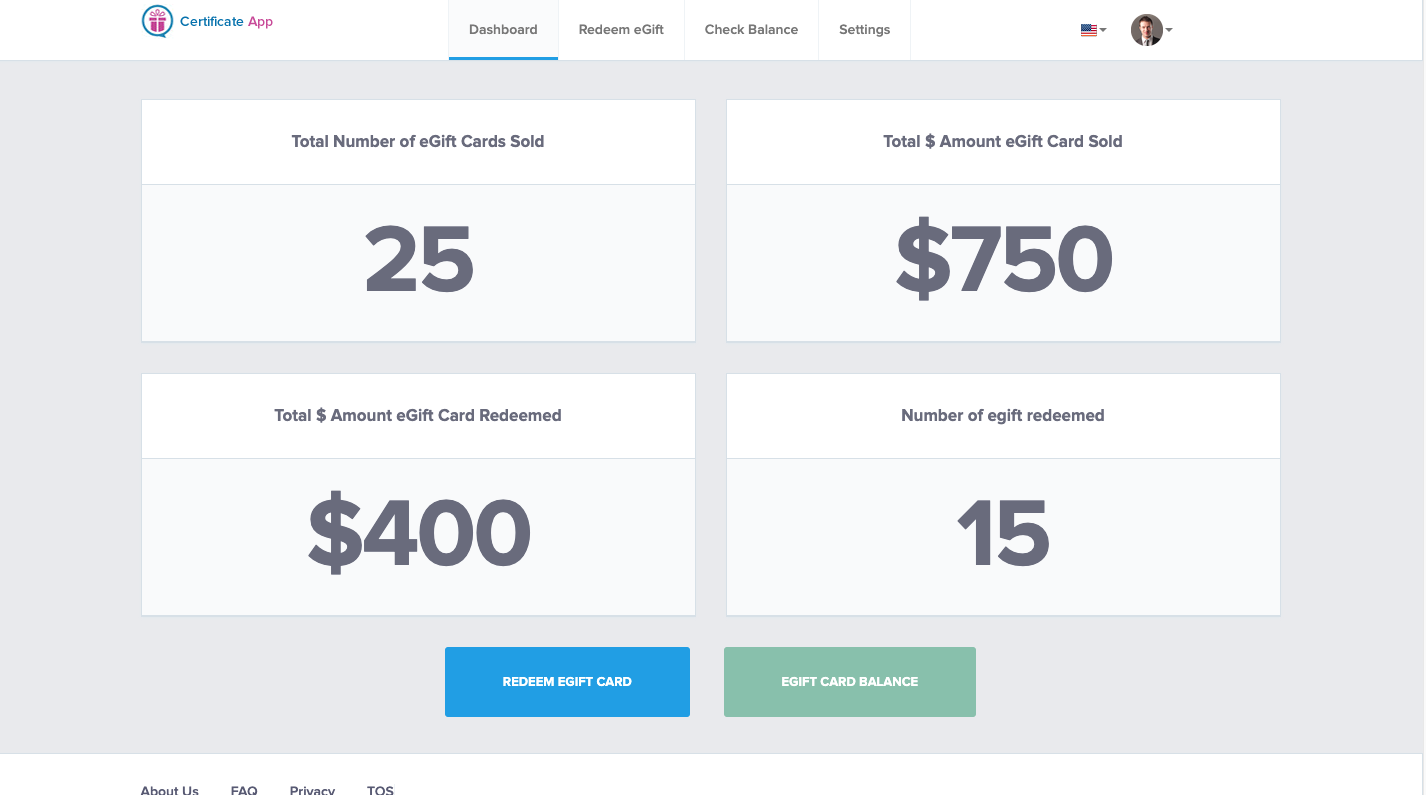 Certificate App
Dashboard
Redeem eGift
Check Balance
Settings
Total Number of eGift Cards Sold
Total $ Amount eGift Card Sold
25
$750
Total $ Amount eGift Card Redeemed
Number of egift redeemed
$400
15
REDEEM EGIFT CARD
EGIFT CARD BALANCE
About Us
FAQ
Privacy
TOS